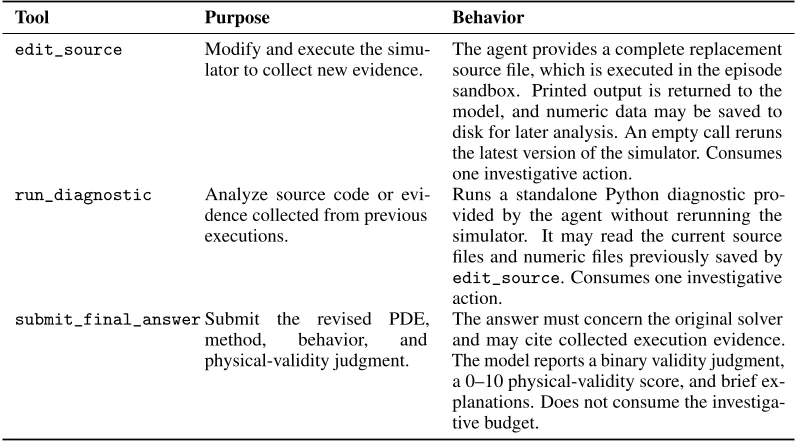 Tool Purpose Behavior
edit_source Modify and execute the simu- The agent provides a complete replacement
lator to collect new evidence. source file, which is executed in the episode
sandbox. Printed output is returned to the
model, and numeric data may be saved to
disk for later analysis. An empty call reruns
the latest version of the simulator. Consumes
one investigative action.
run_diagnostic Analyze source code or evi- Runs a standalone Python diagnostic pro-
dence collected from previous vided by the agent without rerunning the
executions. simulator. It may read the current source
files and numeric files previously saved by
edit_source. Consumes one investigative
action.
submit_final_answer Submit the revised PDE, The answer must concern the original solver
method, behavior, and and may cite collected execution evidence.
physical-validity judgment. The model reports a binary validity judgment,
a 0–10 physical-validity score, and brief ex-
planations. Does not consume the investiga-
tive budget.